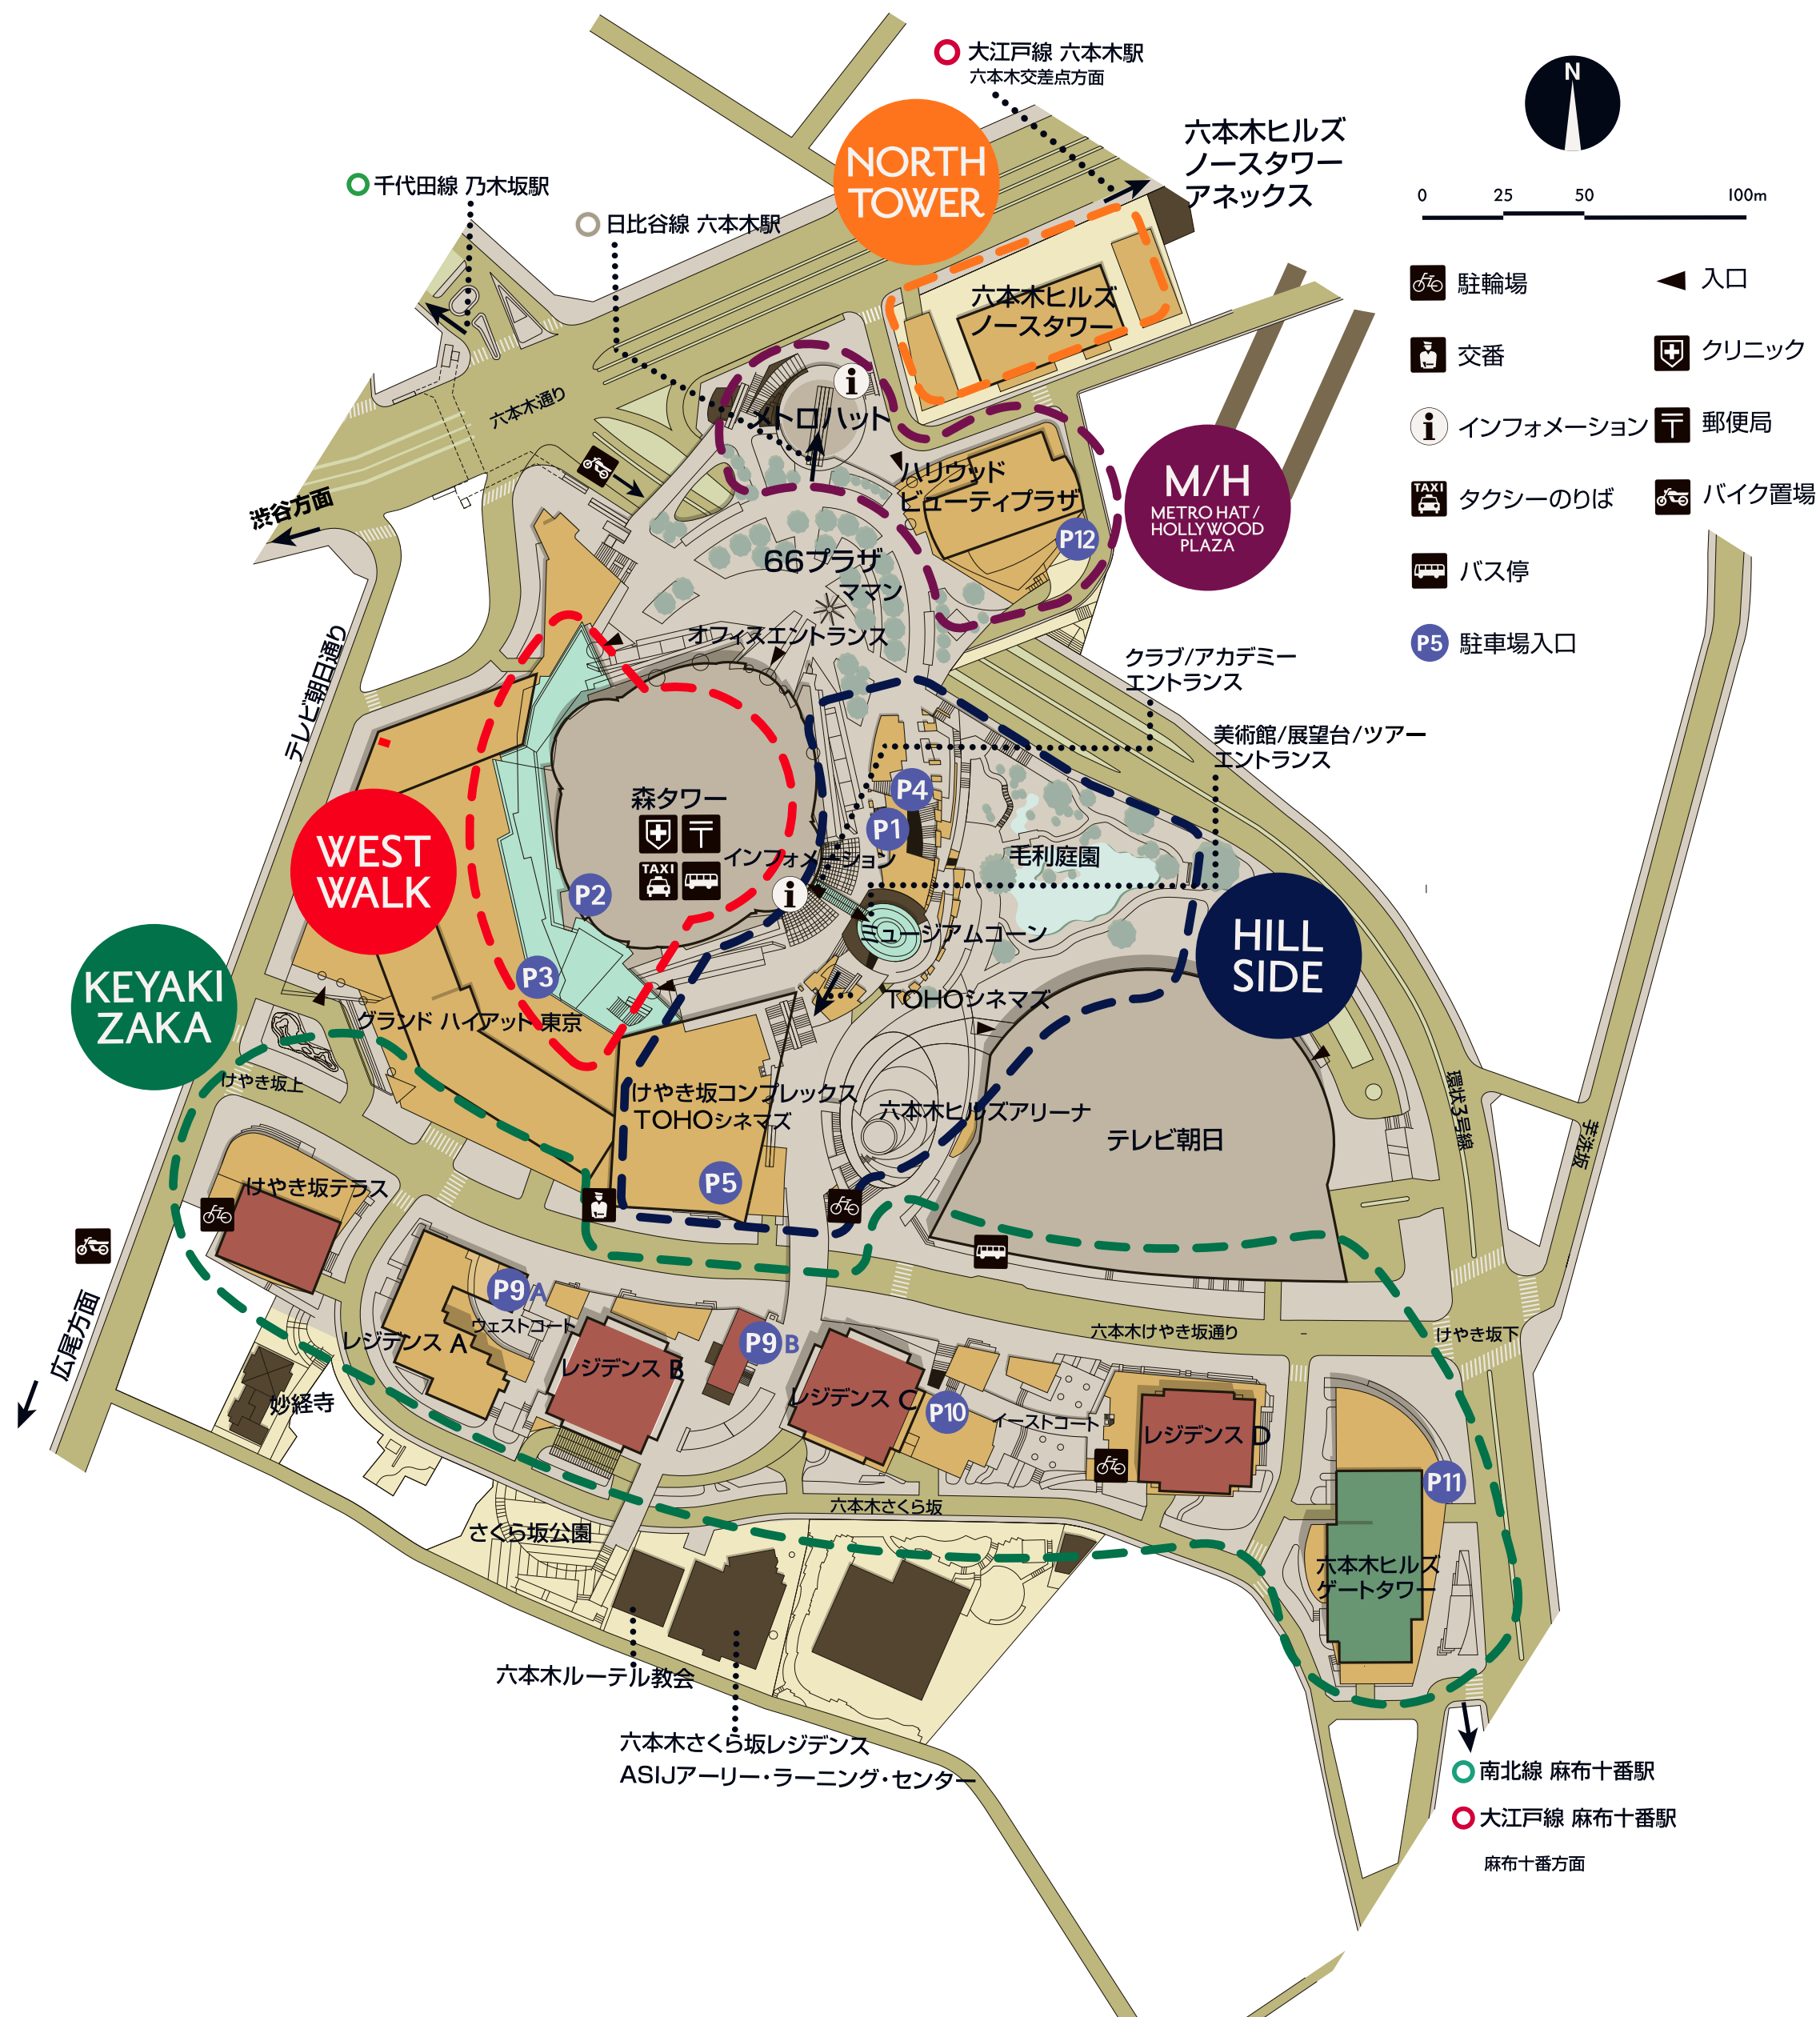 大江戸線 六本木駅
六本木交差点方面
N
NORTH
TOWER
六本木ヒルズ
ノースタワー
アネックス
千代田線 乃木坂駅
日比谷線 六本木駅
0 25 50 100m
駐輪場
入口
交番
クリニック
i インフォメーション
郵便局
TAXI タクシーのりば
バイク置場
バス停
P5 駐車場入口
六本木ヒルズ
ノースタワー
六本木通り
i
メトロハット
渋谷方面
ハリウッド
ビューティプラザ
P12
M/H
METRO HAT /
HOLLYWOOD
PLAZA
66プラザ
ママン
オフィスエントランス
テレビ朝日通り
クラブ/アカデミー
エントランス
美術館/展望台/ツアー
エントランス
森タワー
TAXI
P4
P1
インフォメーション
i
毛利庭園
WEST
WALK
P2
P3
ミュージアムコーン
HILL
SIDE
KEYAKI
ZAKA
TOHOシネマズ
グランド ハイアット 東京
けやき坂上
けやき坂コンプレックス
TOHOシネマズ
六本木ヒルズアリーナ
テレビ朝日
環状3号線
芋洗坂
P5
けやき坂テラス
広尾方面
P9 A
ウェストコート
レジデンス A
レジデンス B
P9 B
レジデンス C
P10
イーストコート
レジデンス D
六本木けやき坂通り
けやき坂下
妙経寺
P11
六本木さくら坂
さくら坂公園
六本木ヒルズ
ゲートタワー
六本木ルーテル教会
六本木さくら坂レジデンス
ASIJアーリー・ラーニング・センター
南北線 麻布十番駅
大江戸線 麻布十番駅
麻布十番方面